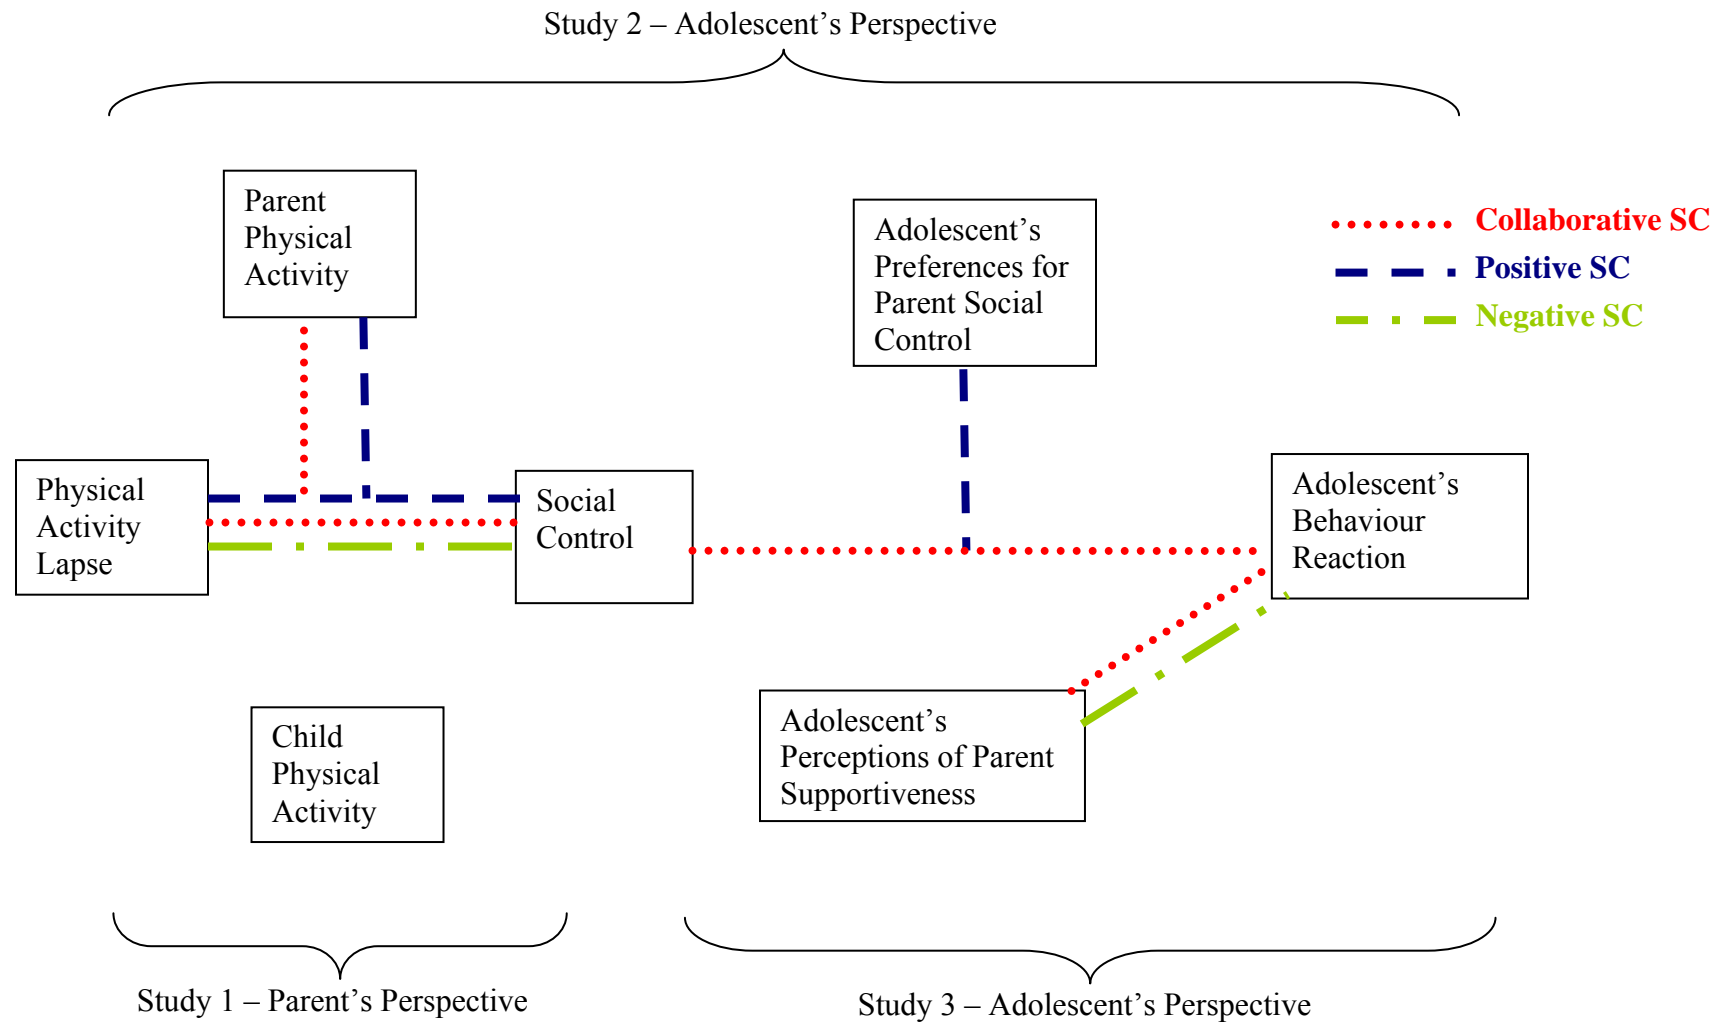 Study 2 – Adolescent’s Perspective
Parent
Physical
Activity
Adolescent’s
Preferences for
Parent Social
Control
Collaborative SC
Positive SC
Negative SC
Physical
Activity
Lapse
Social
Control
Adolescent’s
Behaviour
Reaction
Child
Physical
Activity
Adolescent’s
Perceptions of Parent
Supportiveness
Study 1 – Parent’s Perspective
Study 3 – Adolescent’s Perspective